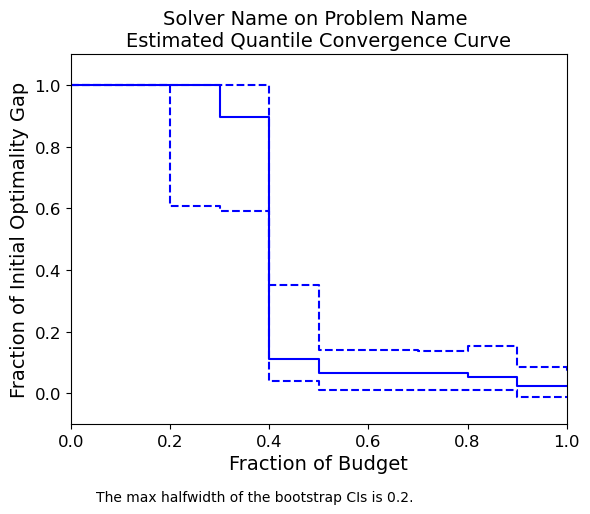 Solver Name on Problem Name
Estimated Quantile Convergence Curve
Fraction of Initial Optimality Gap
1.0
0.8
0.6
0.4
0.2
0.0
0.0 0.2 0.4 0.6 0.8 1.0
Fraction of Budget
The max halfwidth of the bootstrap CIs is 0.2.